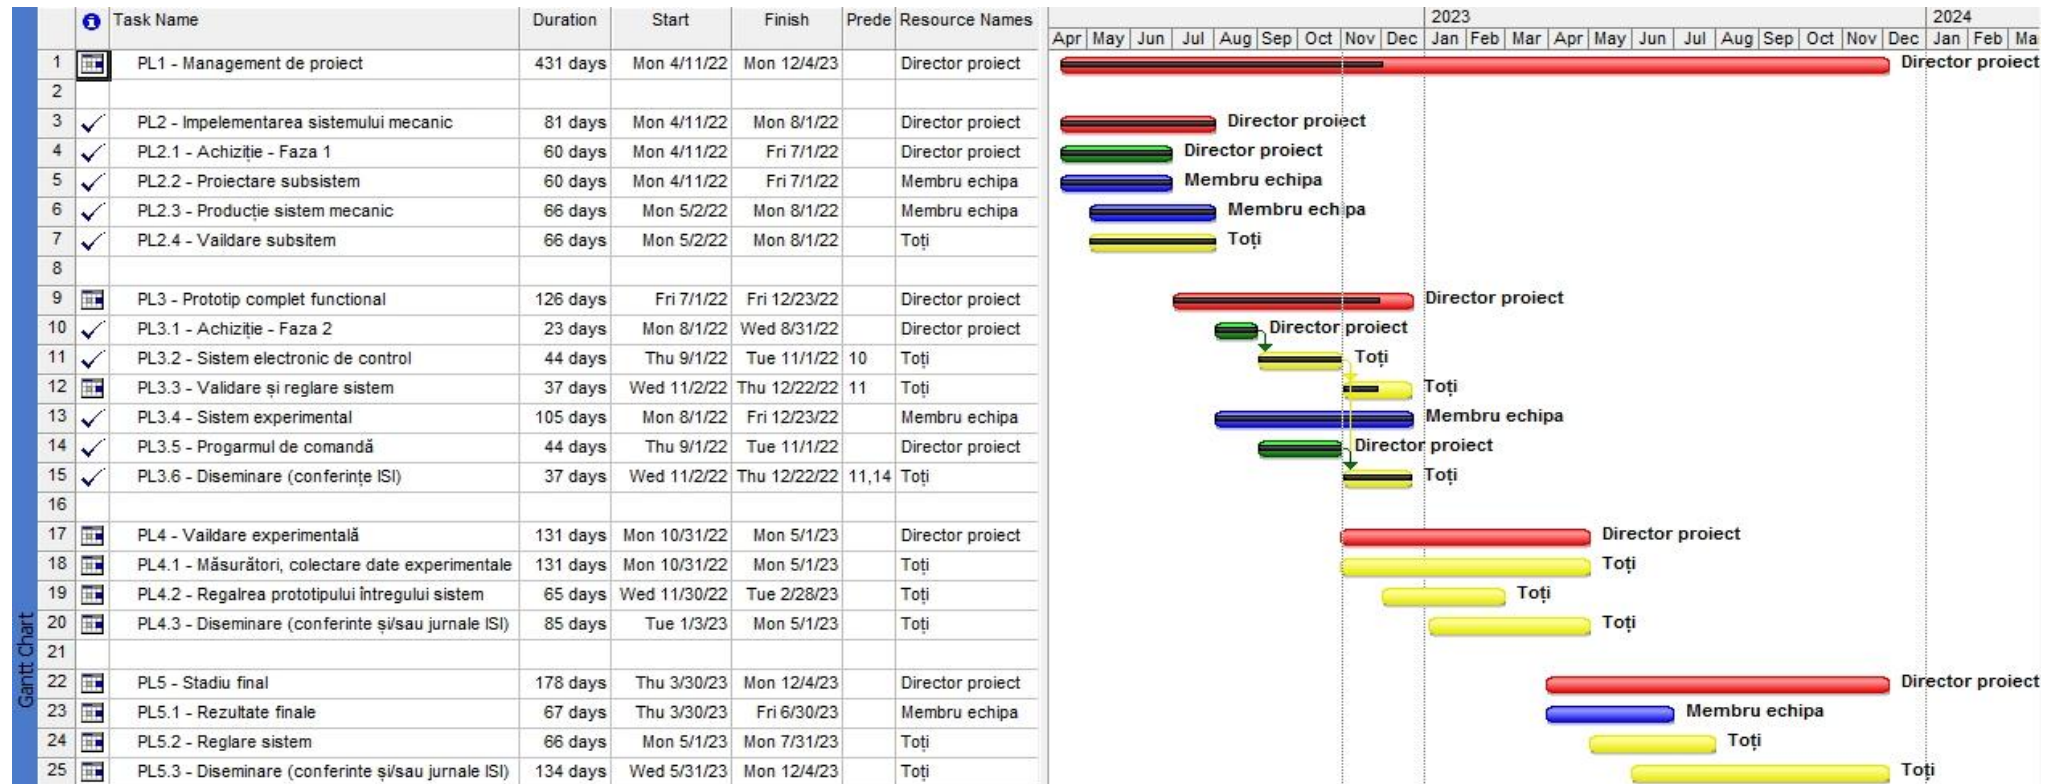 Task Name Duration Start Finish Prede Resource Names
2023 2024
Apr May Jun Jul Aug Sep Oct Nov Dec Jan Feb Mar Apr May Jun Jul Aug Sep Oct Nov Dec Jan Feb Ma
1 PL1 - Management de proiect 431 days Mon 4/11/22 Mon 12/4/23 Director proiect Director proiect
2
3 PL2 - Impelementarea sistemului mecanic 81 days Mon 4/11/22 Mon 8/1/22 Director proiect Director proiect
4 PL2.1 - Achiziție - Faza 1 60 days Mon 4/11/22 Fri 7/1/22 Director proiect Director proiect
5 PL2.2 - Proiectare subsistem 60 days Mon 4/11/22 Fri 7/1/22 Membru echipa Membru echipa
6 PL2.3 - Producție sistem mecanic 66 days Mon 5/2/22 Mon 8/1/22 Membru echipa Membru echipa
7 PL2.4 - Vaildare subsitem 66 days Mon 5/2/22 Mon 8/1/22 Toți Toți
8
9 PL3 - Prototip complet functional 126 days Fri 7/1/22 Fri 12/23/22 Director proiect Director proiect
10 PL3.1 - Achiziție - Faza 2 23 days Mon 8/1/22 Wed 8/31/22 Director proiect Director proiect
11 PL3.2 - Sistem electronic de control 44 days Thu 9/1/22 Tue 11/1/22 10 Toți Toți
12 PL3.3 - Validare și reglare sistem 37 days Wed 11/2/22 Thu 12/22/22 11 Toți Toți
13 PL3.4 - Sistem experimental 105 days Mon 8/1/22 Fri 12/23/22 Membru echipa Membru echipa
14 PL3.5 - Progarmul de comandă 44 days Thu 9/1/22 Tue 11/1/22 Director proiect Director proiect
15 PL3.6 - Diseminare (conferințe ISI) 37 days Wed 11/2/22 Thu 12/22/22 11,14 Toți Toți
16
17 PL4 - Vaildare experimentală 131 days Mon 10/31/22 Mon 5/1/23 Director proiect Director proiect
18 PL4.1 - Măsurători, colectare date experimentale 131 days Mon 10/31/22 Mon 5/1/23 Toți Toți
19 PL4.2 - Regalrea prototipului întregului sistem 65 days Wed 11/30/22 Tue 2/28/23 Toți Toți
20 PL4.3 - Diseminare (conferinte și/sau jurnale ISI) 85 days Tue 1/3/23 Mon 5/1/23 Toți Toți
21
22 PL5 - Stadiu final 178 days Thu 3/30/23 Mon 12/4/23 Director proiect Director proiect
23 PL5.1 - Rezultate finale 67 days Thu 3/30/23 Fri 6/30/23 Membru echipa Membru echipa
24 PL5.2 - Reglare sistem 66 days Mon 5/1/23 Mon 7/31/23 Toți Toți
25 PL5.3 - Diseminare (conferinte și/sau jurnale ISI) 134 days Wed 5/31/23 Mon 12/4/23 Toți Toți
Gantt Chart